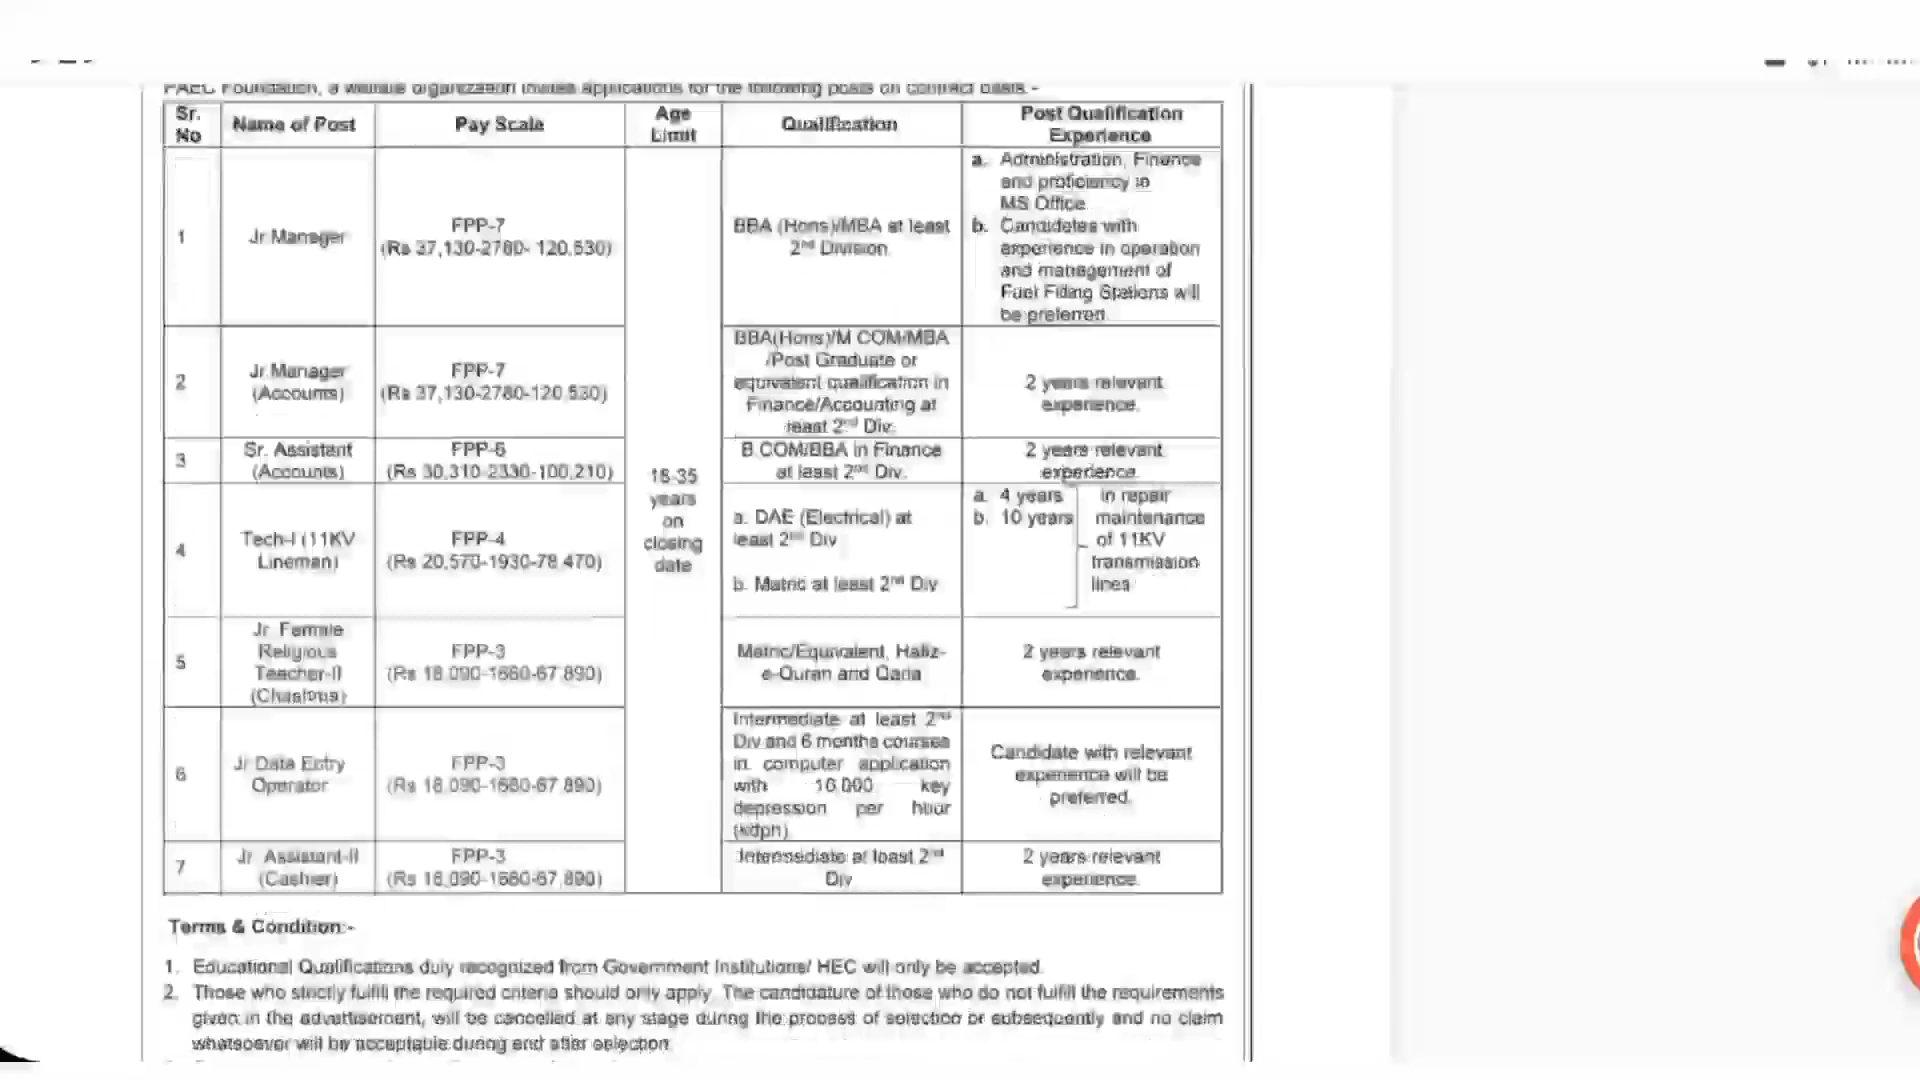 PAEC Foundation, a welfare organization invites applications for the following posts on contract basis:-
Sr. No | Name of Post | Pay Scale | Age Limit | Qualification | Post Qualification Experience
18-35 years on closing date
1 | Jr Manager | FPP-7 (Rs 37,130-2780- 120,530) | BBA (Hons)/MBA at least 2nd Division | a. Administration, Finance and proficiency in MS Office b. Candidates with experience in operation and management of Fuel Filling Stations will be preferred.
2 | Jr Manager (Accounts) | FPP-7 (Rs 37,130-2780-120,530) | BBA(Hons)/M COM/MBA /Post Graduate or equivalent qualification in Finance/Accounting at least 2nd Div. | 2 years relevant experience.
3 | Sr. Assistant (Accounts) | (Rs 30,310-2330-100,210) | B.COM/BBA in Finance at least 2nd Div. | 2 years relevant experience.
4 | Tech-I (11KV Lineman) | FPP-4 (Rs 20,570-1930-78,470) | a. DAE (Electrical) at least 2nd Div b. Matric at least 2nd Div | a. 4 years b. 10 years in repair maintenance of 11KV transmission lines
5 | Jr. Female Religious Teacher-II | FPP-3 (Rs 18,090-1660-67,890) | Matric/Equivalent, Hafiz-e-Quran and Qaria | 2 years relevant experience.
6 | Jr Data Entry Operator | FPP-3 (Rs 18,090-1660-67,890) | Intermediate at least 2nd Div and 6 months courses in computer application with 16,000 key depression per hour (kdph) | Candidate with relevant experience will be preferred.
7 | Jr. Assistant-II (Cashier) | FPP-3 (Rs 18,090-1660-67,890) | Intermediate at least 2nd Div | 2 years relevant experience.
Terms & Condition:-
1. Educational Qualifications duly recognized from Government Institutions/ HEC will only be accepted.
2. Those who strictly fulfill the required criteria should only apply. The candidature of those who do not fulfill the requirements
given in the advertisement, will be cancelled at any stage during the process of selection or subsequently and no claim
whatsoever will be acceptable during and after selection